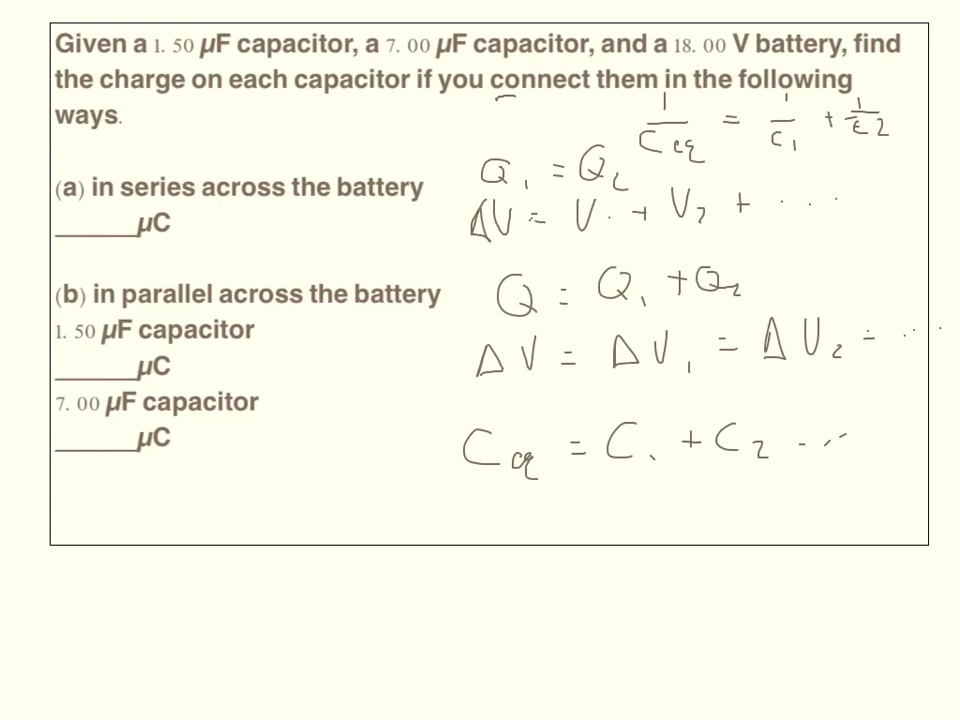 Given a 1. 50 µF capacitor, a 7. 00 µF capacitor, and a 18. 00 V battery, find
the charge on each capacitor if you connect them in the following
ways.
1/C eq = 1/C1 + 1/C2
(a) in series across the battery
Q1 = Q2
______µC
ΔV = V1 + V2 + ...
(b) in parallel across the battery
Q = Q1 + Q2
1. 50 µF capacitor
ΔV = ΔV1 = ΔV2 = ...
______µC
7. 00 µF capacitor
______µC
Ceq = C1 + C2 ...